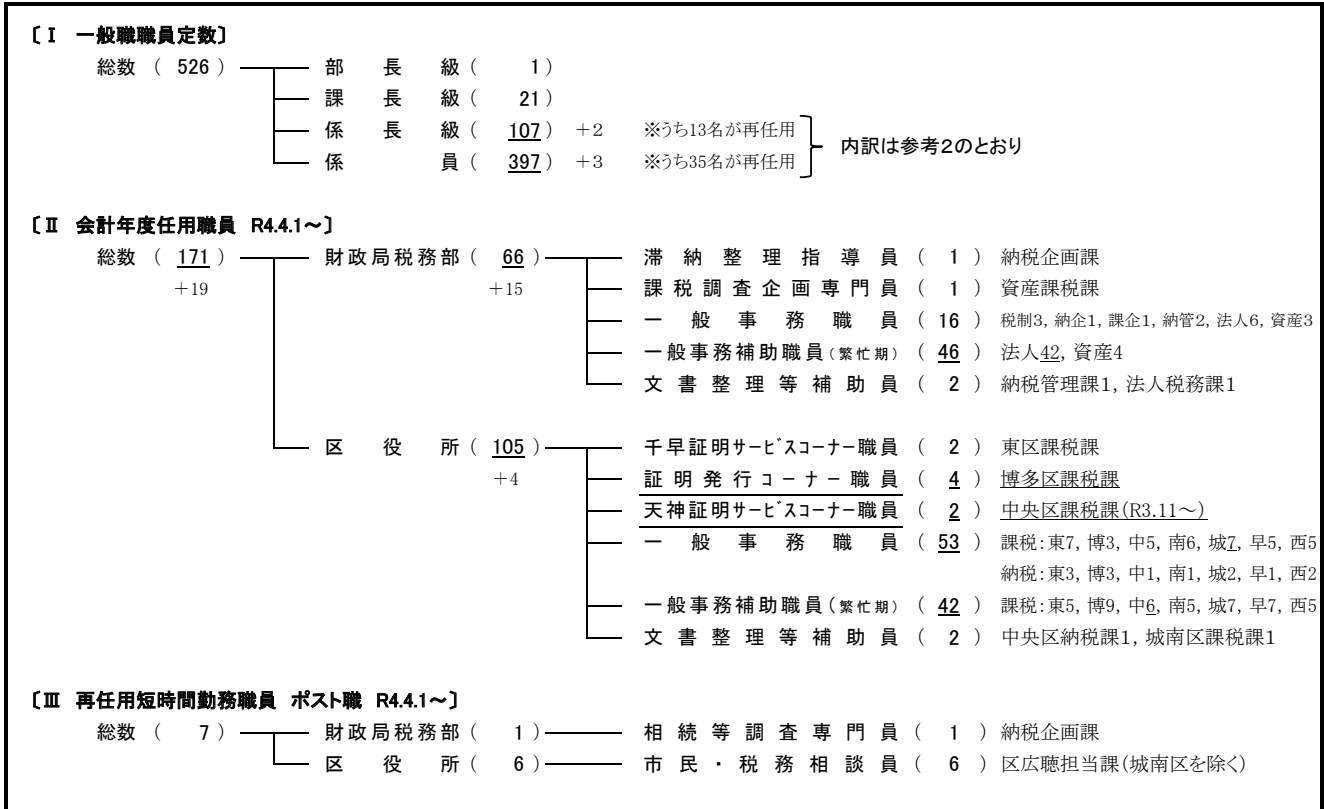 〔Ⅰ 一般職職員定数〕
総数 ( 526 ) 部長級 ( 1 )
課長級 ( 21 )
係長級 ( 107 ) +2 ※うち13名が再任用
係員 ( 397 ) +3 ※うち35名が再任用
内訳は参考2のとおり
〔Ⅱ 会計年度任用職員 R4.4.1~〕
総数 ( 171 ) 財政局税務部 ( 66 ) 滞納整理指導員 ( 1 ) 納税企画課
+19 +15 課税調査企画専門員 ( 1 ) 資産課税課
一般事務職員 ( 16 ) 税制3, 納企1, 課企1, 納管2, 法人6, 資産3
一般事務補助職員(繁忙期) ( 46 ) 法人42, 資産4
文書整理等補助員 ( 2 ) 納税管理課1, 法人税務課1
区役所 ( 105 ) 千早証明サービスコーナー職員 ( 2 ) 東区課税課
+4 証明発行コーナー職員 ( 4 ) 博多区課税課
天神証明サービスコーナー職員 ( 2 ) 中央区課税課(R3.11~)
一般事務職員 ( 53 ) 課税:東7, 博3, 中5, 南6, 城7, 早5, 西5
納税:東3, 博3, 中1, 南1, 城2, 早1, 西2
一般事務補助職員(繁忙期) ( 42 ) 課税:東5, 博9, 中6, 南5, 城7, 早7, 西5
文書整理等補助員 ( 2 ) 中央区納税課1, 城南区課税課1
〔Ⅲ 再任用短時間勤務職員 ポスト職 R4.4.1~〕
総数 ( 7 ) 財政局税務部 ( 1 ) 相続等調査専門員 ( 1 ) 納税企画課
区役所 ( 6 ) 市民・税務相談員 ( 6 ) 区広聴担当課(城南区を除く)